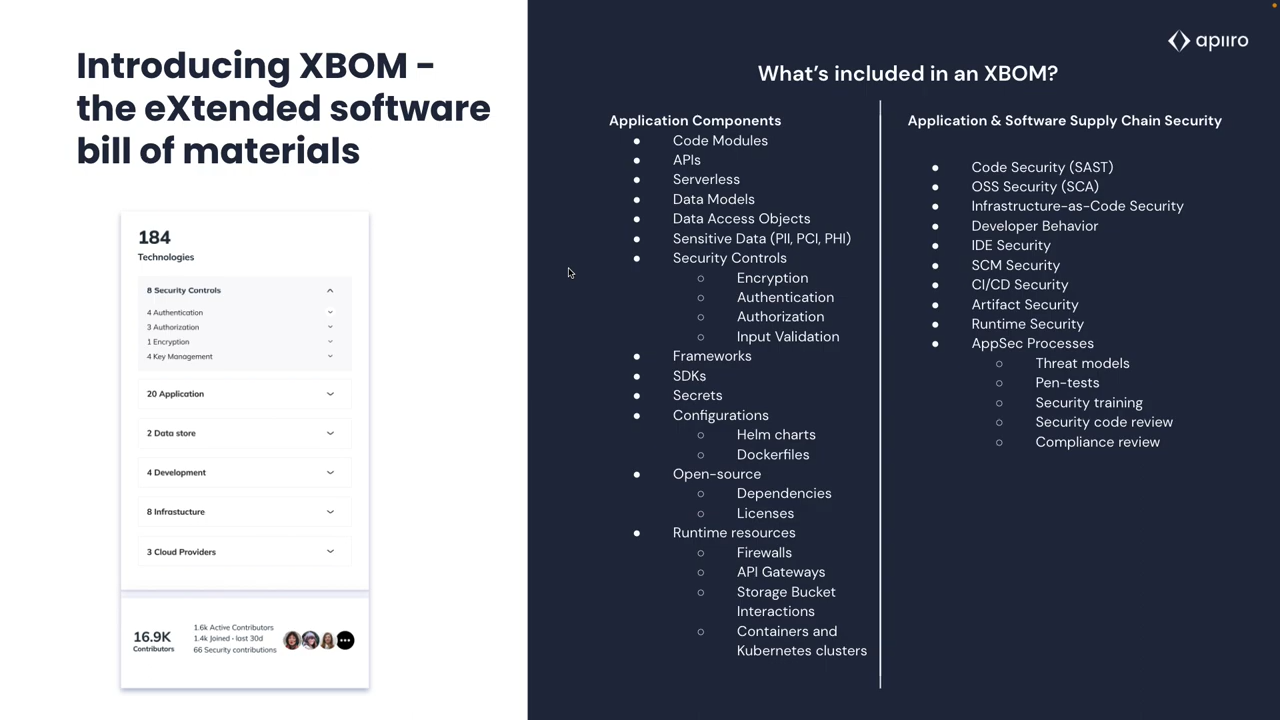 Introducing XBOM -
the eXtended software
bill of materials
184
Technologies
8 Security Controls
4 Authentication
3 Authorization
1 Encryption
4 Key Management
20 Application
2 Data store
4 Development
8 Infrastucture
3 Cloud Providers
16.9K
Contributors
1.6k Active Contributors
1.4k Joined - last 30d
66 Security contributions
apiiro
What's included in an XBOM?
Application Components
● Code Modules
● APIs
● Serverless
● Data Models
● Data Access Objects
● Sensitive Data (PII, PCI, PHI)
● Security Controls
○ Encryption
○ Authentication
○ Authorization
○ Input Validation
● Frameworks
● SDKs
● Secrets
● Configurations
○ Helm charts
○ Dockerfiles
● Open-source
○ Dependencies
○ Licenses
● Runtime resources
○ Firewalls
○ API Gateways
○ Storage Bucket
Interactions
○ Containers and
Kubernetes clusters
Application & Software Supply Chain Security
● Code Security (SAST)
● OSS Security (SCA)
● Infrastructure-as-Code Security
● Developer Behavior
● IDE Security
● SCM Security
● CI/CD Security
● Artifact Security
● Runtime Security
● AppSec Processes
○ Threat models
○ Pen-tests
○ Security training
○ Security code review
○ Compliance review